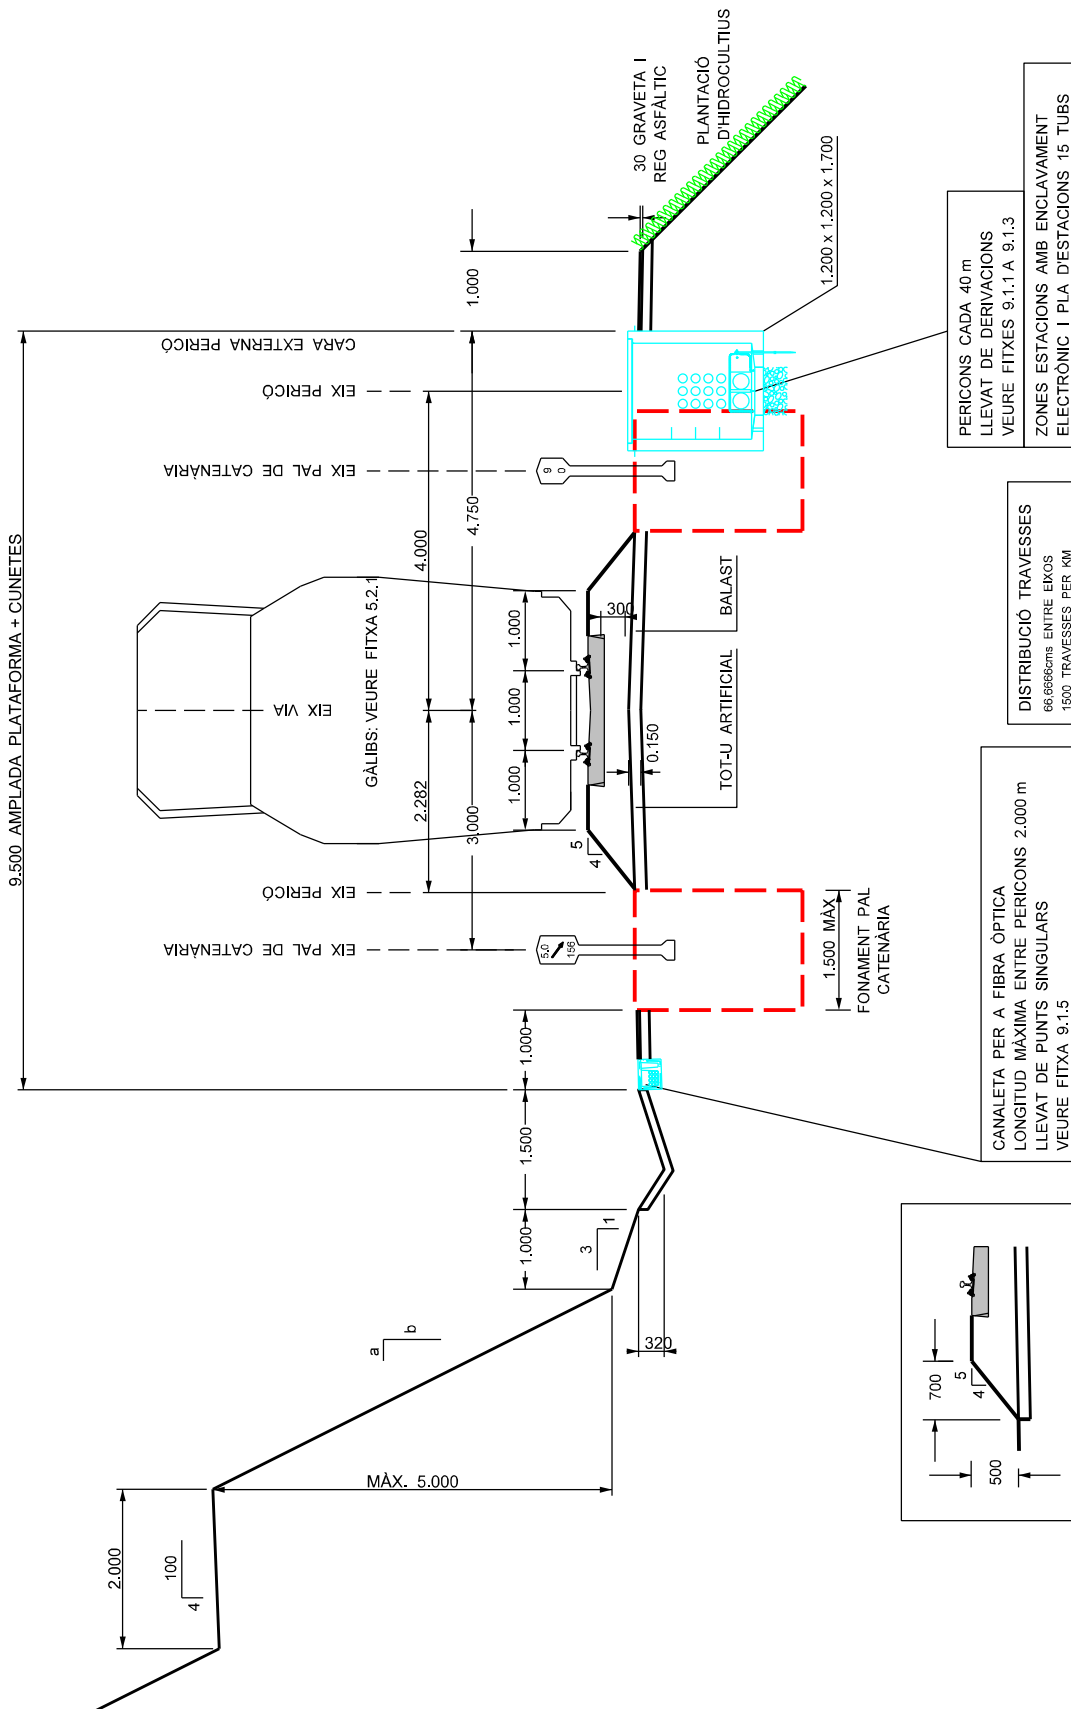 9.500 AMPLADA PLATAFORMA + CUNETES
CARA EXTERNA PERICÓ
EIX PERICÓ
EIX PAL DE CATENÀRIA
EIX VIA
EIX PERICÓ
EIX PAL DE CATENÀRIA
GÀLIBS: VEURE FITXA 5.2.1
4.000
4.750
2.282
3.000
1.000
1.000
1.000
1.000
1.000
1.500
1.000
30 GRAVETA I
REG ASFÀLTIC
PLANTACIÓ
D'HIDROCULTIUS
1.200 x 1.200 x 1.700
9
0
5.0
156
300
0.150
5
4
BALAST
TOT-U ARTIFICIAL
1.500 MÀX
FONAMENT PAL
CATENÀRIA
3
1
320
a
b
MÀX. 5.000
2.000
100
4
PERICONS CADA 40 m
LLEVAT DE DERIVACIONS
VEURE FITXES 9.1.1 A 9.1.3
ZONES ESTACIONS AMB ENCLAVAMENT
ELECTRÒNIC I PLA D'ESTACIONS 15 TUBS
DISTRIBUCIÓ TRAVESSES
66,6666cms ENTRE EIXOS
1500 TRAVESSES PER KM
CANALETA PER A FIBRA ÒPTICA
LONGITUD MÀXIMA ENTRE PERICONS 2.000 m
LLEVAT DE PUNTS SINGULARS
VEURE FITXA 9.1.5
700
5
4
500